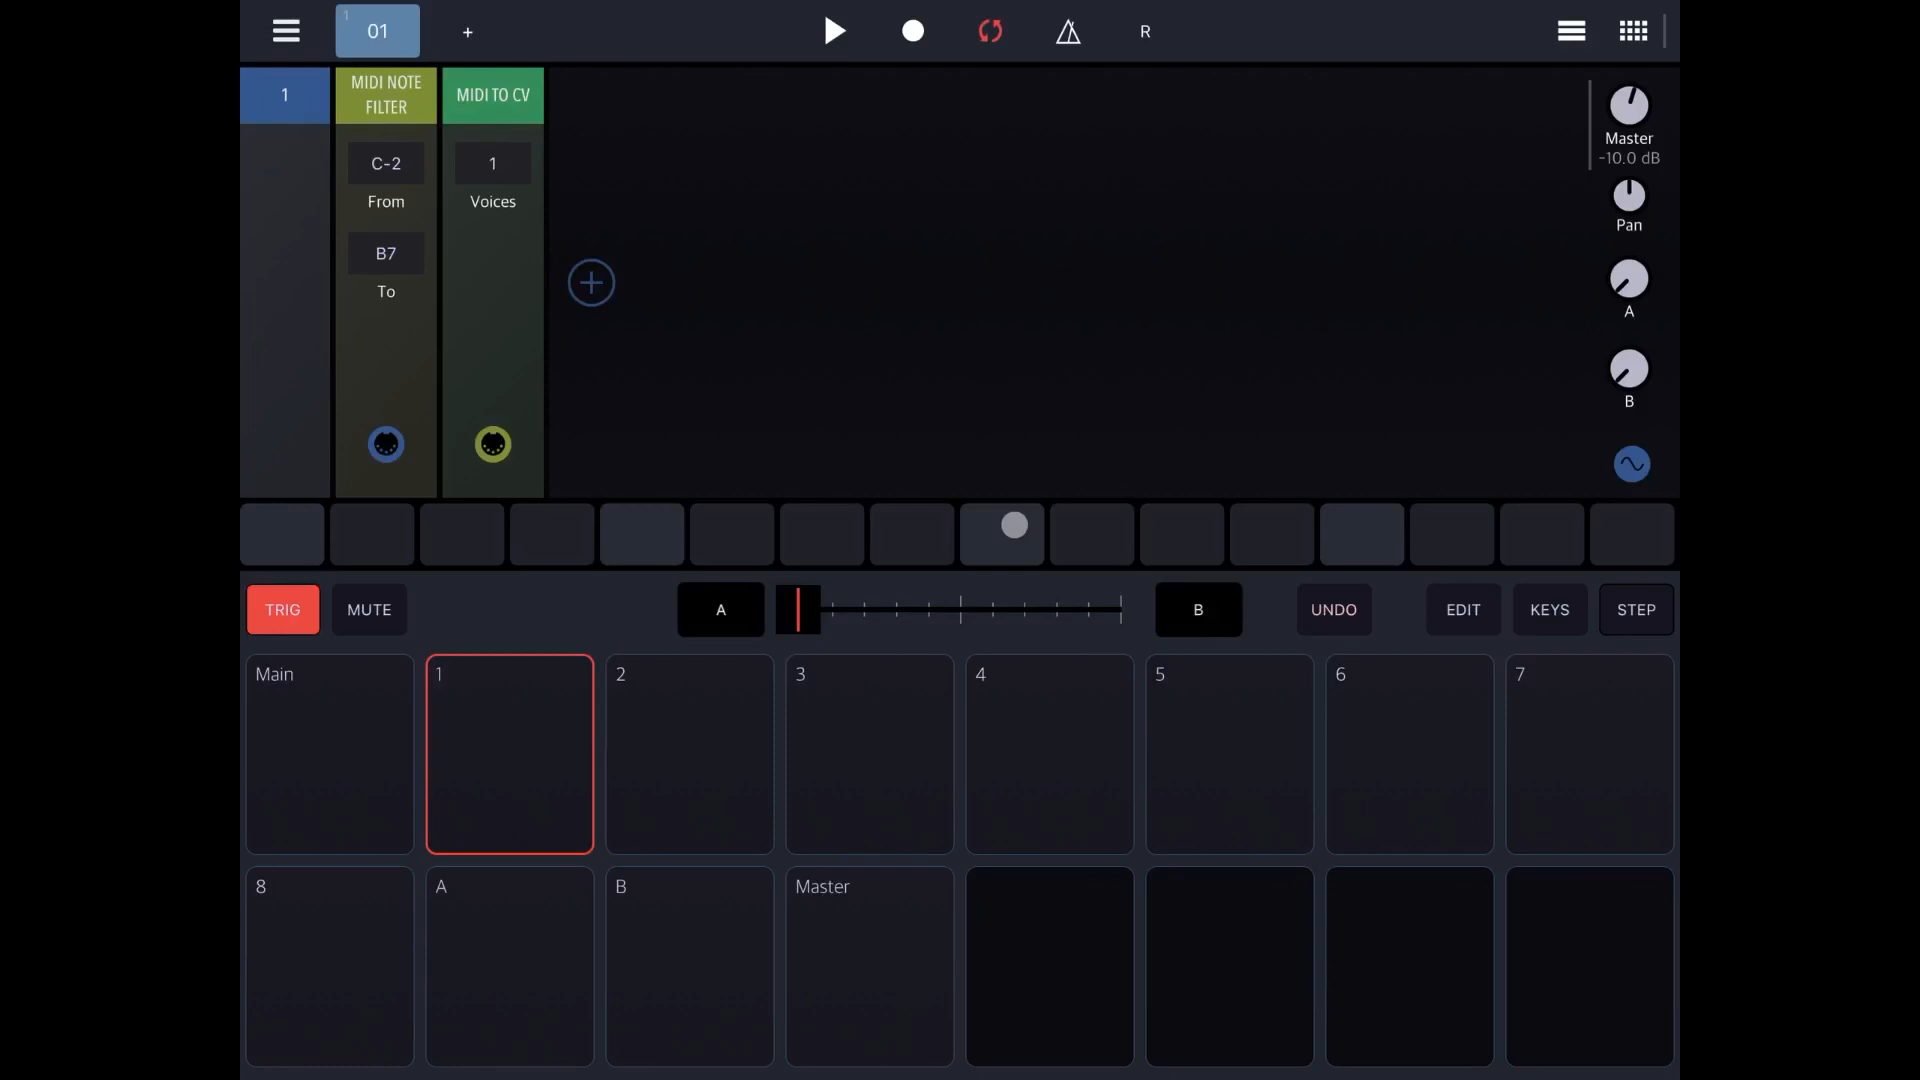 1
01
+
R
1
MIDI NOTE
FILTER
MIDI TO CV
C-2
From
B7
To
1
Voices
Master
-10.0 dB
Pan
A
B
TRIG
MUTE
A
B
UNDO
EDIT
KEYS
STEP
Main
1
2
3
4
5
6
7
8
A
B
Master